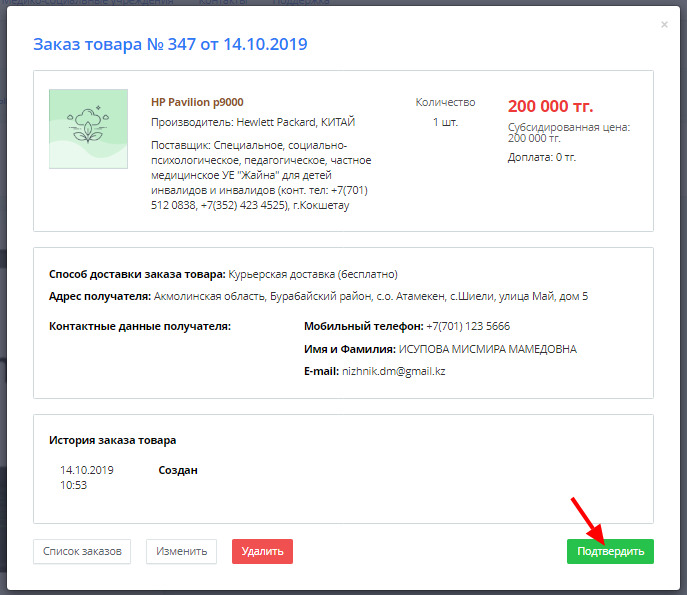 Медико-социальные учреждения Контакты Поддержка
×
Заказ товара № 347 от 14.10.2019
HP Pavilion p9000
Производитель: Hewlett Packard, КИТАЙ
Поставщик: Специальное, социально-
психологическое, педагогическое, частное
медицинское УЕ "Жайна" для детей
инвалидов и инвалидов (конт. тел: +7(701)
512 0838, +7(352) 423 4525), г.Кокшетау
Количество
1 шт.
200 000 тг.
Субсидированная цена:
200 000 тг.
Доплата: 0 тг.
Способ доставки заказа товара: Курьерская доставка (бесплатно)
Адрес получателя: Акмолинская область, Бурабайский район, с.о. Атамекен, с.Шиели, улица Май, дом 5
Контактные данные получателя:
Мобильный телефон: +7(701) 123 5666
Имя и Фамилия: ИСУПОВА МИСМИРА МАМЕДОВНА
E-mail: nizhnik.dm@gmail.kz
История заказа товара
14.10.2019 Создан
10:53
Список заказов Изменить Удалить Подтвердить